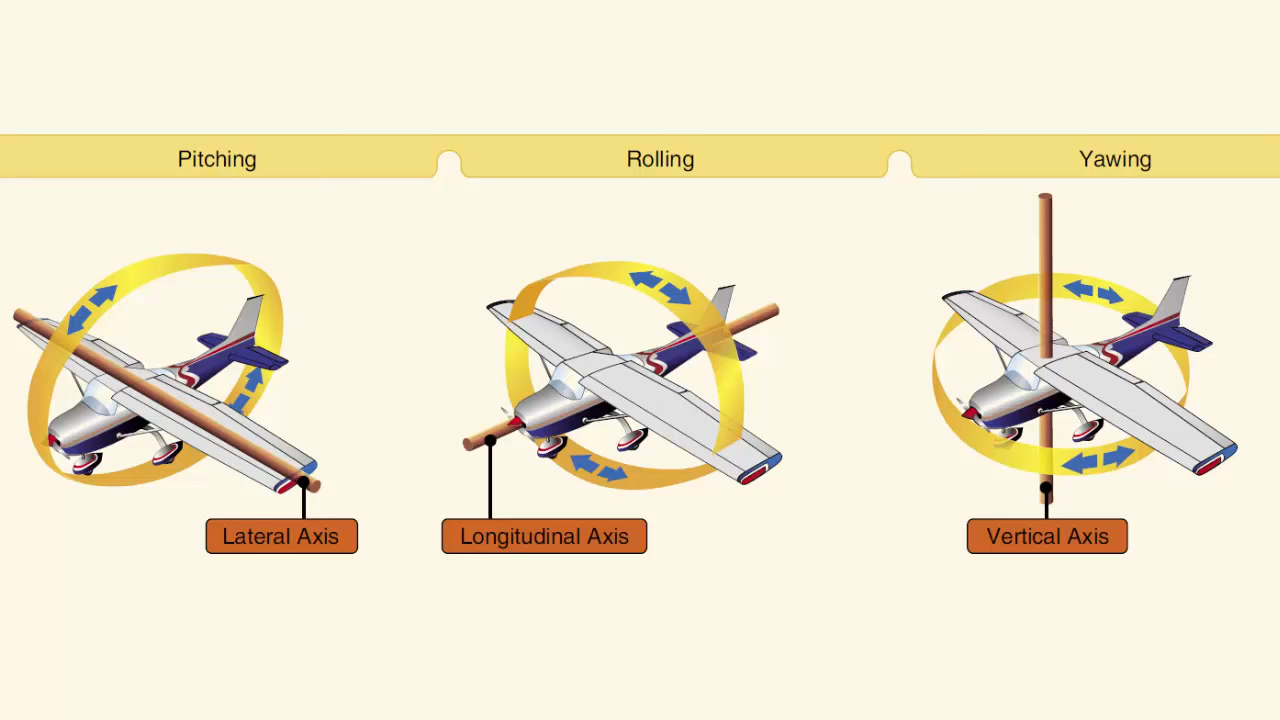 Pitching
Rolling
Yawing
Lateral Axis
Longitudinal Axis
Vertical Axis